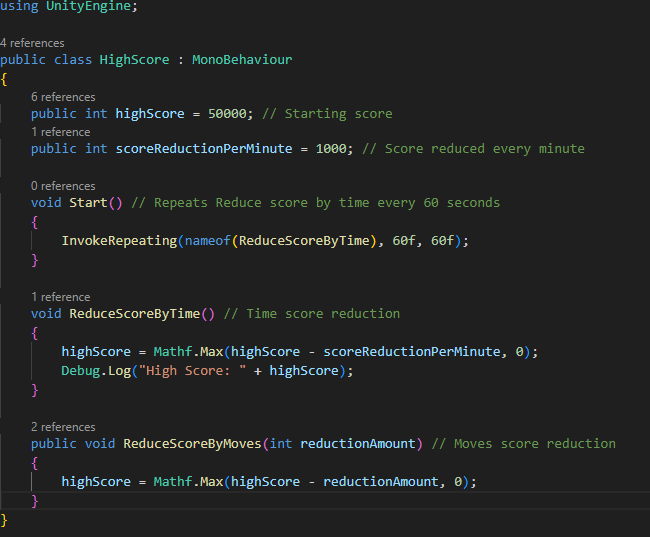 using UnityEngine;
4 references
public class HighScore : MonoBehaviour
{
6 references
public int highScore = 50000; // Starting score
1 reference
public int scoreReductionPerMinute = 1000; // Score reduced every minute
0 references
void Start() // Repeats Reduce score by time every 60 seconds
{
InvokeRepeating(nameof(ReduceScoreByTime), 60f, 60f);
}
1 reference
void ReduceScoreByTime() // Time score reduction
{
highScore = Mathf.Max(highScore - scoreReductionPerMinute, 0);
Debug.Log("High Score: " + highScore);
}
2 references
public void ReduceScoreByMoves(int reductionAmount) // Moves score reduction
{
highScore = Mathf.Max(highScore - reductionAmount, 0);
}
}